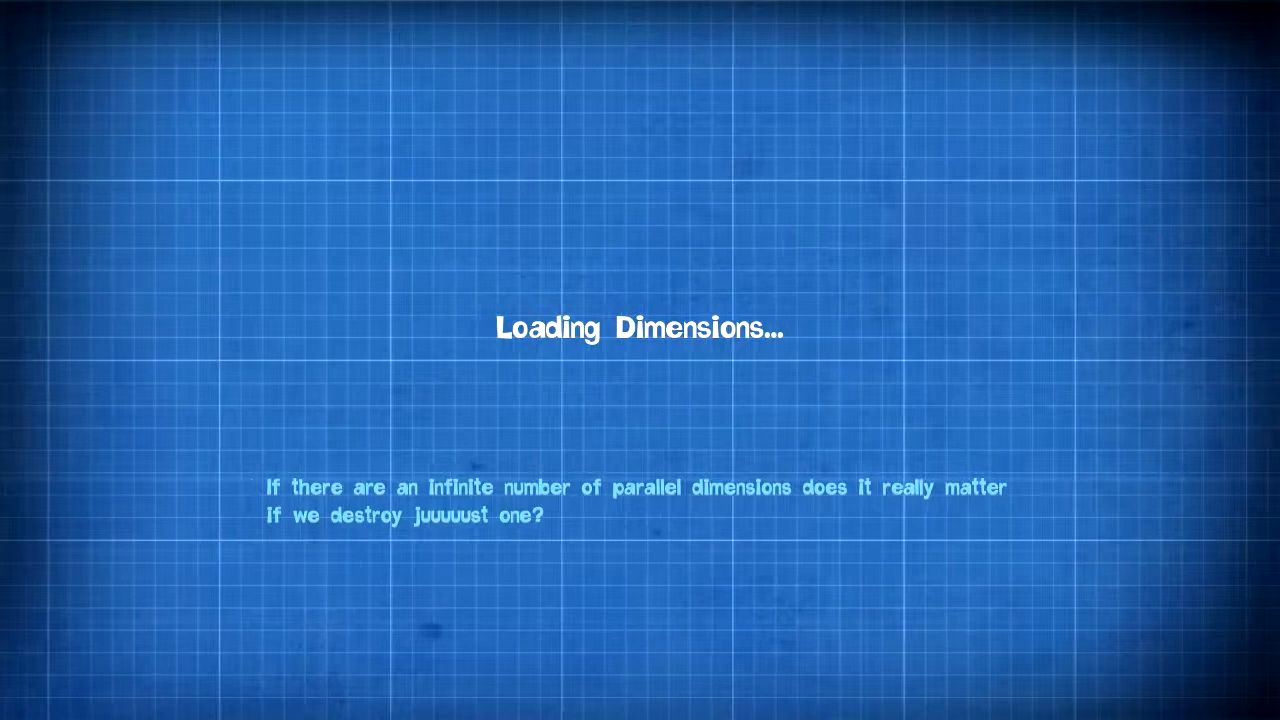 Loading Dimensions...
If there are an infinite number of parallel dimensions does it really matter
if we destroy juuuuust one?